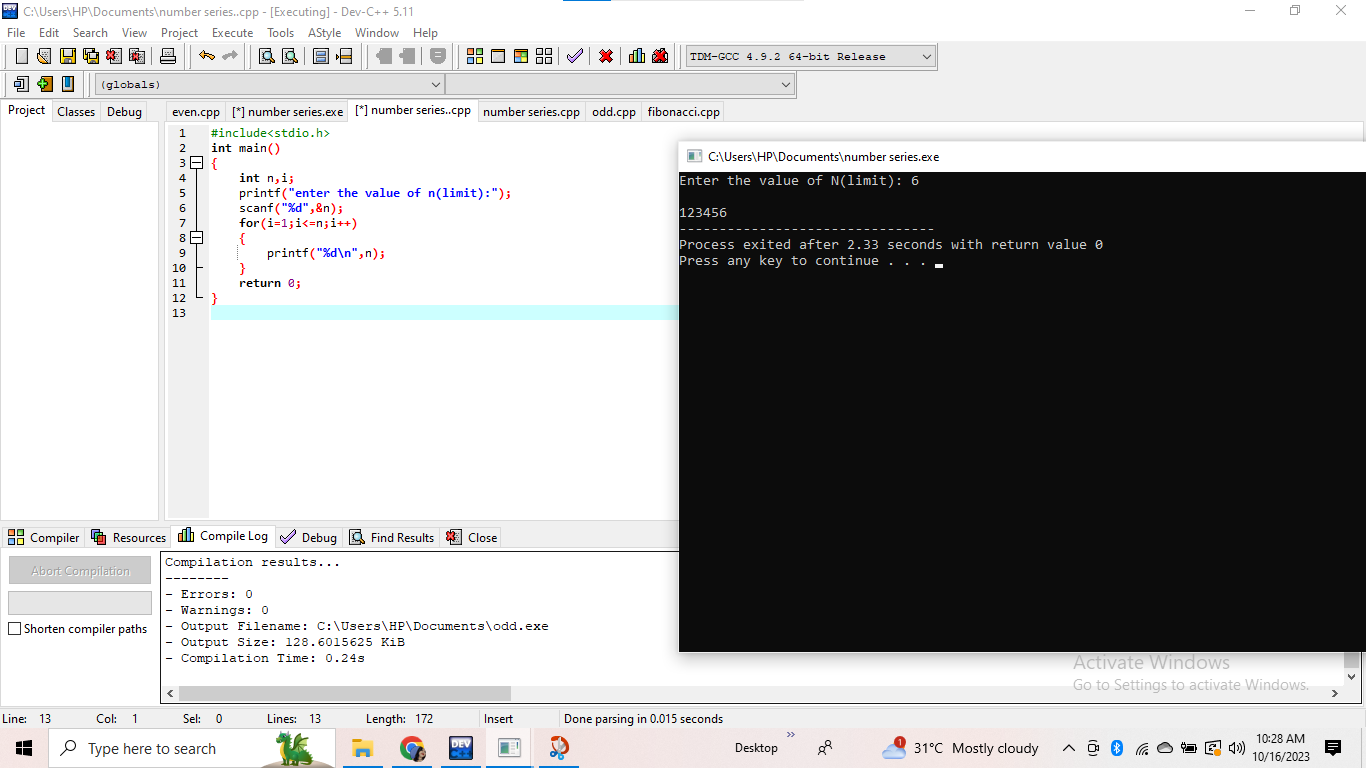 C:\Users\HP\Documents\number series..cpp - [Executing] - Dev-C++ 5.11
File Edit Search View Project Execute Tools AStyle Window Help
TDM-GCC 4.9.2 64-bit Release
(globals)
Project Classes Debug
even.cpp [*] number series.exe [*] number series..cpp number series.cpp odd.cpp fibonacci.cpp
1 #include<stdio.h>
2 int main()
3 {
4 int n,i;
5 printf("enter the value of n(limit):");
6 scanf("%d",&n);
7 for(i=1;i<=n;i++)
8 {
9 printf("%d\n",n);
10 }
11 return 0;
12 }
13
C:\Users\HP\Documents\number series.exe
Enter the value of N(limit): 6
123456
--------------------------------
Process exited after 2.33 seconds with return value 0
Press any key to continue . . .
Compiler Resources Compile Log Debug Find Results Close
Abort Compilation
Shorten compiler paths
Compilation results...
--------
- Errors: 0
- Warnings: 0
- Output Filename: C:\Users\HP\Documents\odd.exe
- Output Size: 128.6015625 KiB
- Compilation Time: 0.24s
Activate Windows
Go to Settings to activate Windows.
Line: 13 Col: 1 Sel: 0 Lines: 13 Length: 172 Insert Done parsing in 0.015 seconds
Type here to search
DEV
Desktop
1
31°C Mostly cloudy
10:28 AM
10/16/2023